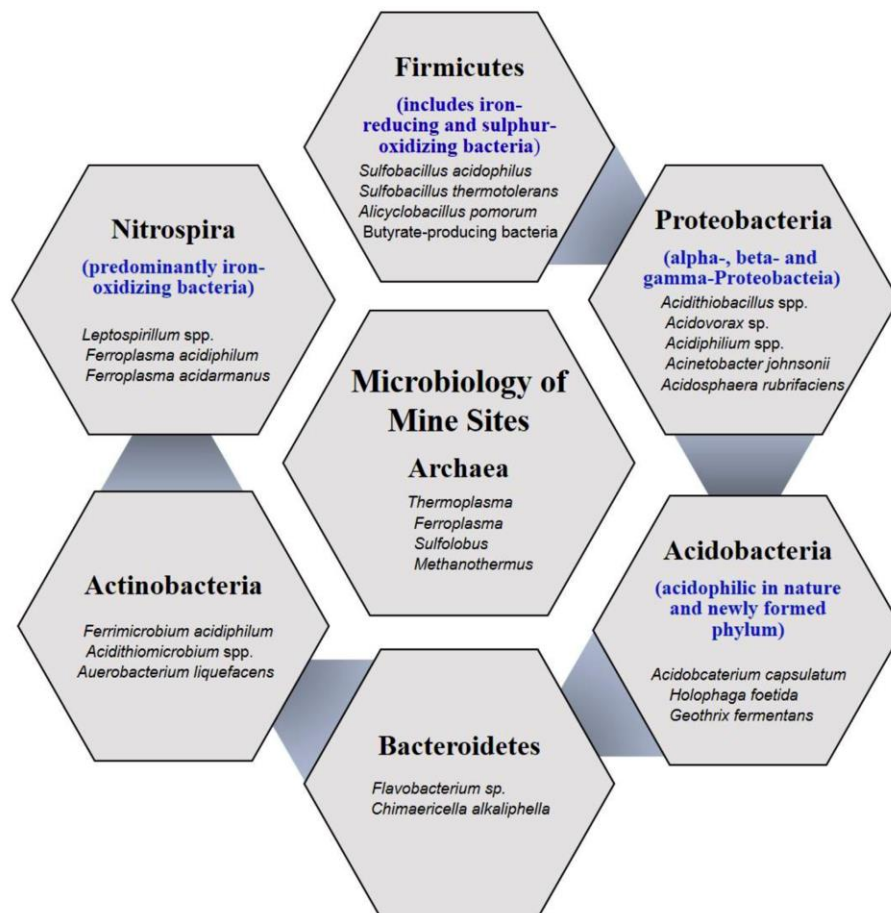 Firmicutes
(includes iron-
reducing and sulphur-
oxidizing bacteria)
Sulfobacillus acidophilus
Sulfobacillus thermotolerans
Alicyclobacillus pomorum
Butyrate-producing bacteria
Nitrospira
(predominantly iron-
oxidizing bacteria)
Leptospirillum spp.
Ferroplasma acidiphilum
Ferroplasma acidarmanus
Proteobacteria
(alpha-, beta- and
gamma-Proteobacteia)
Acidithiobacillus spp.
Acidovorax sp.
Acidiphilium spp.
Acinetobacter johnsonii
Acidosphaera rubrifaciens
Microbiology of
Mine Sites
Archaea
Thermoplasma
Ferroplasma
Sulfolobus
Methanothermus
Actinobacteria
Ferrimicrobium acidiphilum
Acidithiomicrobium spp.
Auerobacterium liquefacens
Acidobacteria
(acidophilic in nature
and newly formed
phylum)
Acidobcaterium capsulatum
Holophaga foetida
Geothrix fermentans
Bacteroidetes
Flavobacterium sp.
Chimaericella alkaliphella